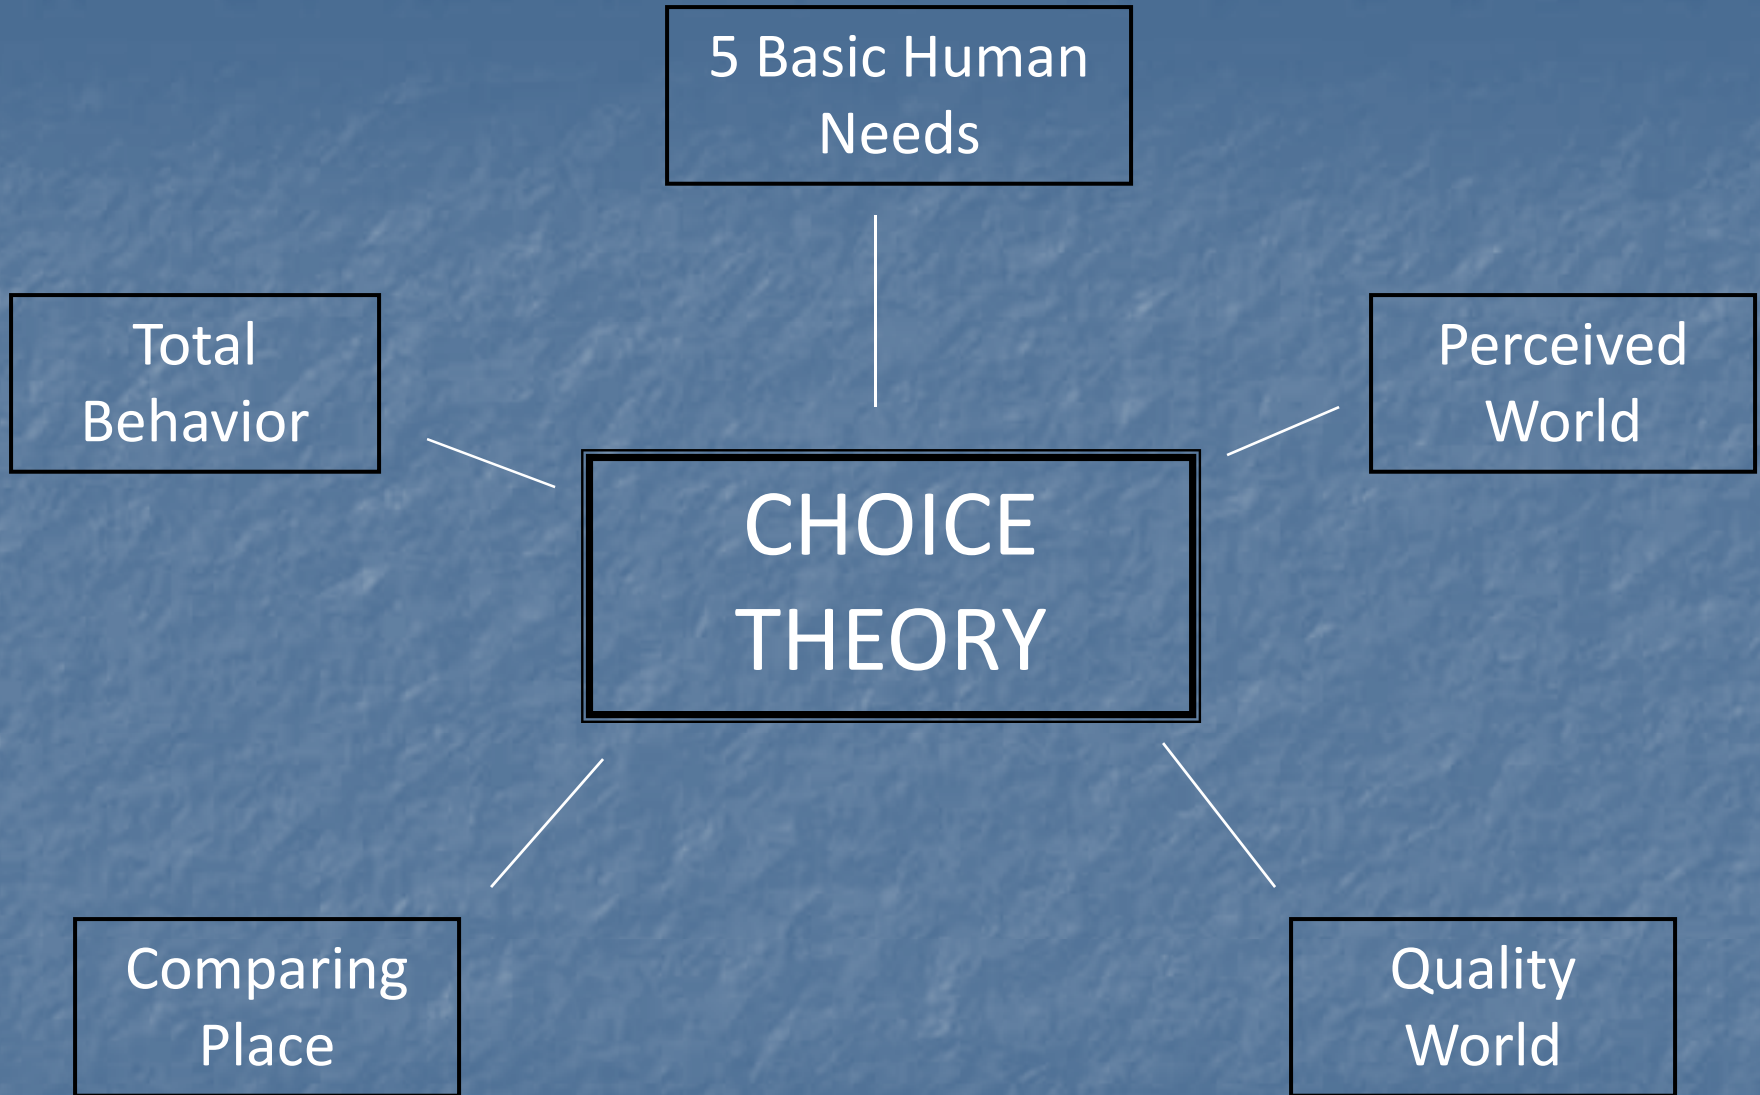 5 Basic Human
Needs
Total
Behavior
Perceived
World
CHOICE
THEORY
Comparing
Place
Quality
World